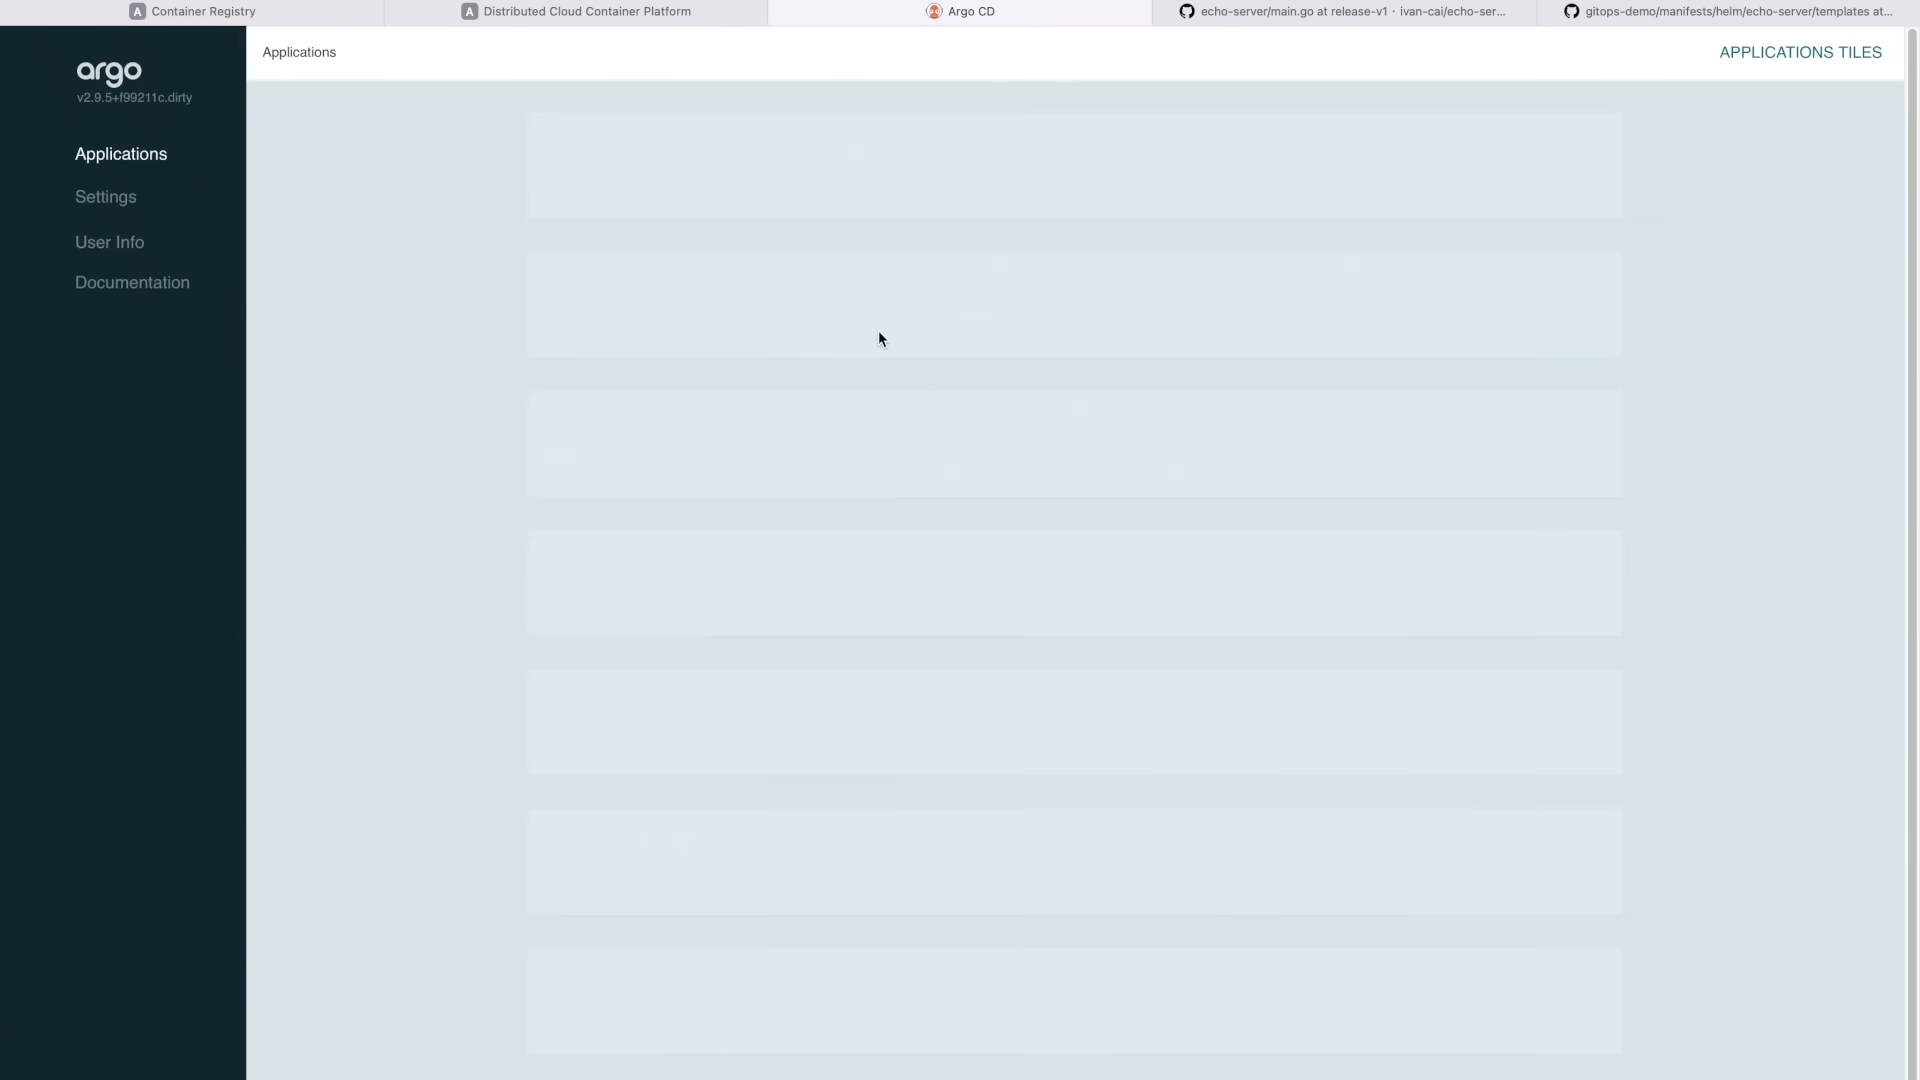 Container Registry
Distributed Cloud Container Platform
Argo CD
echo-server/main.go at release-v1 · ivan-cai/echo-ser...
gitops-demo/manifests/helm/echo-server/templates at...
argo
v2.9.5+f99211c.dirty
Applications
Settings
User Info
Documentation
Applications
APPLICATIONS TILES